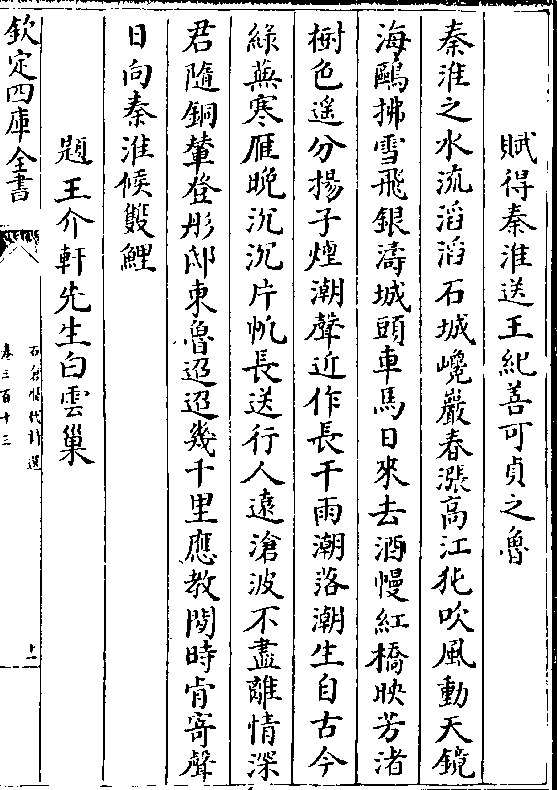 賦得秦淮送王紀善可貞之魯
秦淮之水流滔滔石城巉巖春漲高江㹠吹風動天鏡
海鷗拂雪飛銀濤城頭車馬日來去酒幔紅橋映芳渚
樹色遥分揚子煙潮聲近作長干雨潮落潮生自古今
綠蕪寒雁晩沉沉片帆長送行人遠滄波不盡離情深
君隨銅輦登彤邸東魯迢迢幾千里應教閑時肯寄聲
日向秦淮候雙鯉
題王介軒先生白雲巢
欽定四庫全書
石倉歴代詩選
卷三百十三